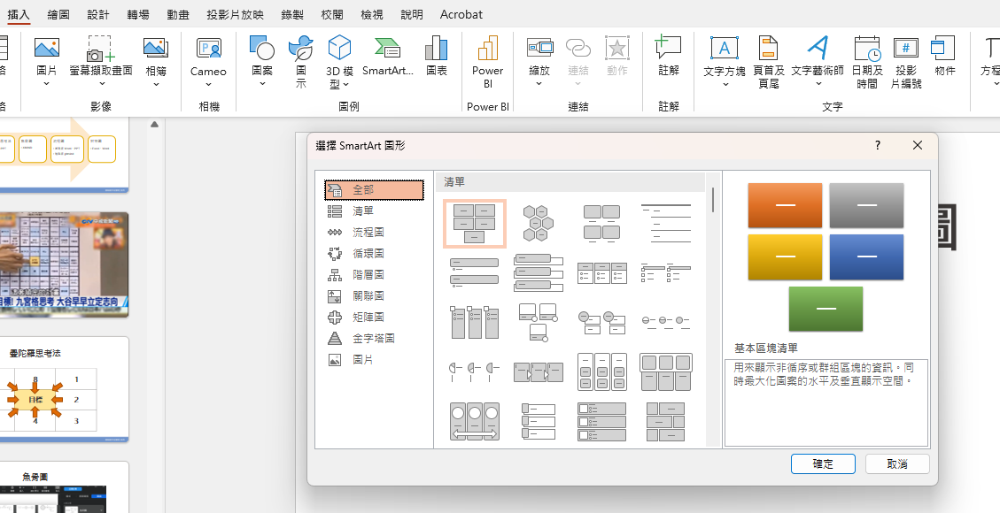 插入 繪圖 設計 轉場 動畫 投影片放映 錄製 校閱 檢視 說明 Acrobat
圖片 螢幕擷取畫面 相簿 Cameo 圖案 圖示 3D 模型 SmartArt... 圖表 Power BI 縮放 連結 動作 註解 文字方塊 頁首及頁尾 文字藝術師 日期及時間 投影片編號 物件 方程
影像 相機 圖例 Power BI 連結 註解 文字
選擇 SmartArt 圖形 ?
全部
清單
流程圖
循環圖
階層圖
關聯圖
矩陣圖
金字塔圖
圖片
清單
基本區塊清單
用來顯示非循序或群組區塊的資訊。同
時最大化圖案的水平及垂直顯示空間。
確定 取消
圖
目標! 九宮格思考 大谷早早立定志向
曼陀羅思考法
8 1
目標 2
4 3
魚骨圖